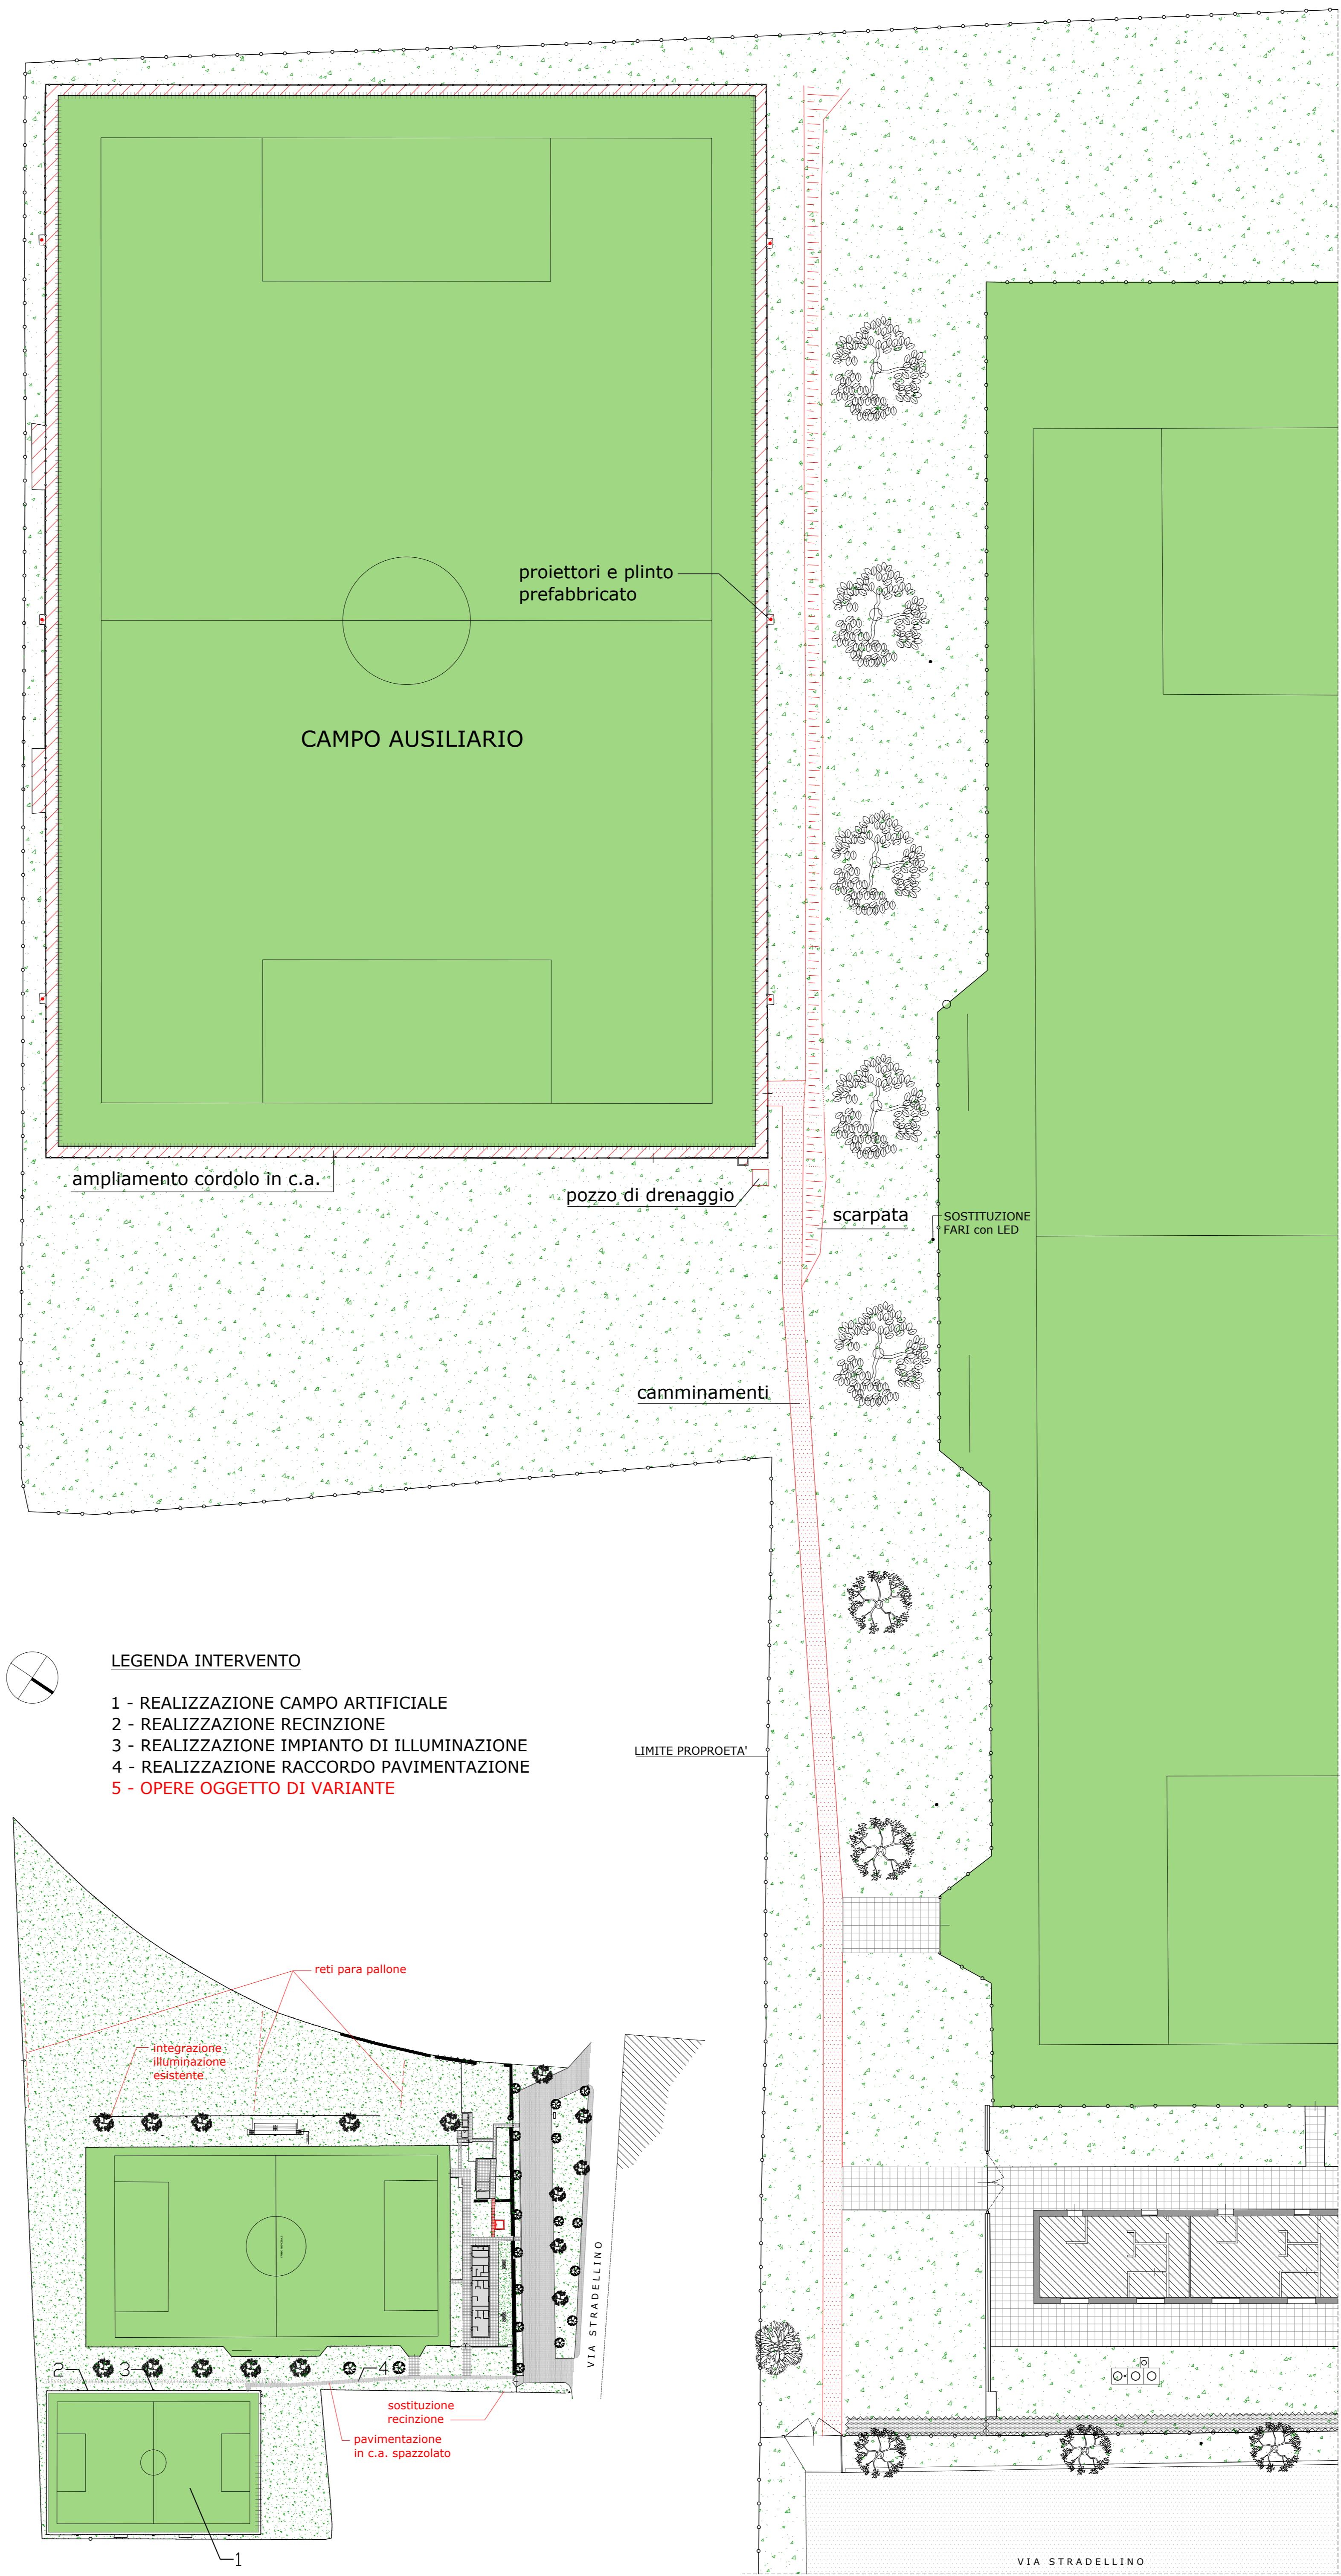 proiettori e plinto
prefabbricato
CAMPO AUSILIARIO
ampliamento cordolo in c.a.
pozzo di drenaggio
scarpata
SOSTITUZIONE
FARI con LED
camminamenti
LEGENDA INTERVENTO
1 - REALIZZAZIONE CAMPO ARTIFICIALE
2 - REALIZZAZIONE RECINZIONE
3 - REALIZZAZIONE IMPIANTO DI ILLUMINAZIONE
4 - REALIZZAZIONE RACCORDO PAVIMENTAZIONE
5 - OPERE OGGETTO DI VARIANTE
LIMITE PROPROETA'
reti para pallone
integrazione
illuminazione
esistente
VIA STRADELLINO
2
3
4
sostituzione
recinzione
pavimentazione
in c.a. spazzolato
1
VIA STRADELLINO